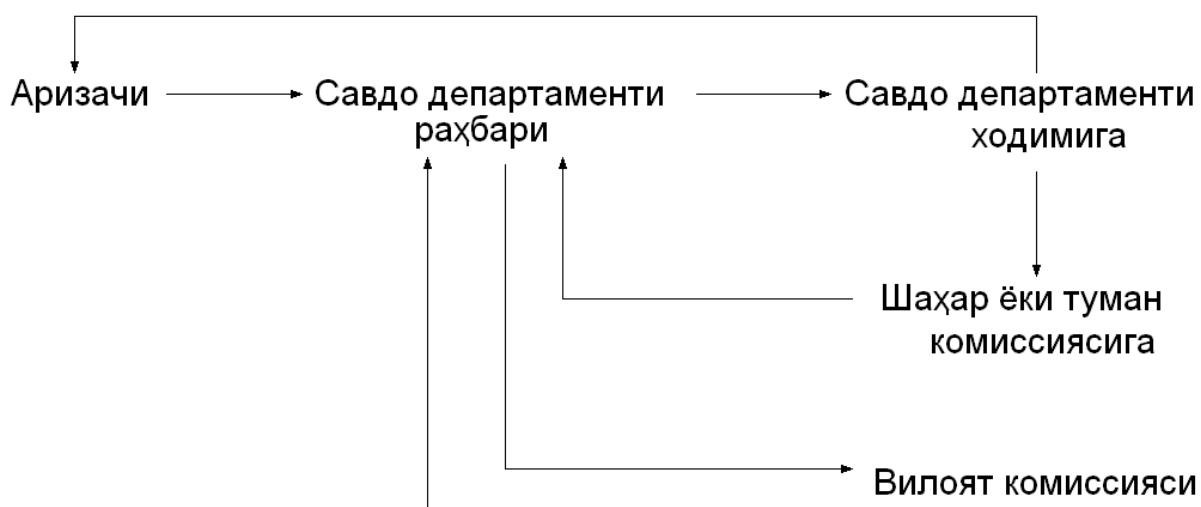 Аризачи
Савдо департаменти
раҳбари
Савдо департаменти
ходимига
Шаҳар ёки туман
комиссиясига
Вилоят комиссияси